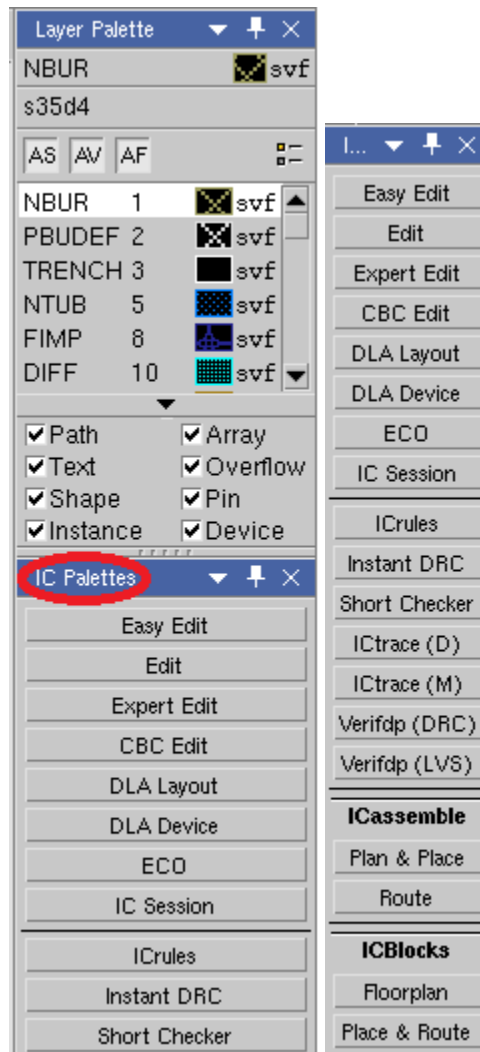 Layer Palette
NBUR svf
s35d4
AS AV AF
NBUR 1 svf
PBUDEF 2 svf
TRENCH 3 svf
NTUB 5 svf
FIMP 8 svf
DIFF 10 svf
Path Array
Text Overflow
Shape Pin
Instance Device
IC Palettes
Easy Edit
Edit
Expert Edit
CBC Edit
DLA Layout
DLA Device
ECO
IC Session
ICrules
Instant DRC
Short Checker
I...
Easy Edit
Edit
Expert Edit
CBC Edit
DLA Layout
DLA Device
ECO
IC Session
ICrules
Instant DRC
Short Checker
ICtrace (D)
ICtrace (M)
Verifdp (DRC)
Verifdp (LVS)
ICassemble
Plan & Place
Route
ICBlocks
Floorplan
Place & Route